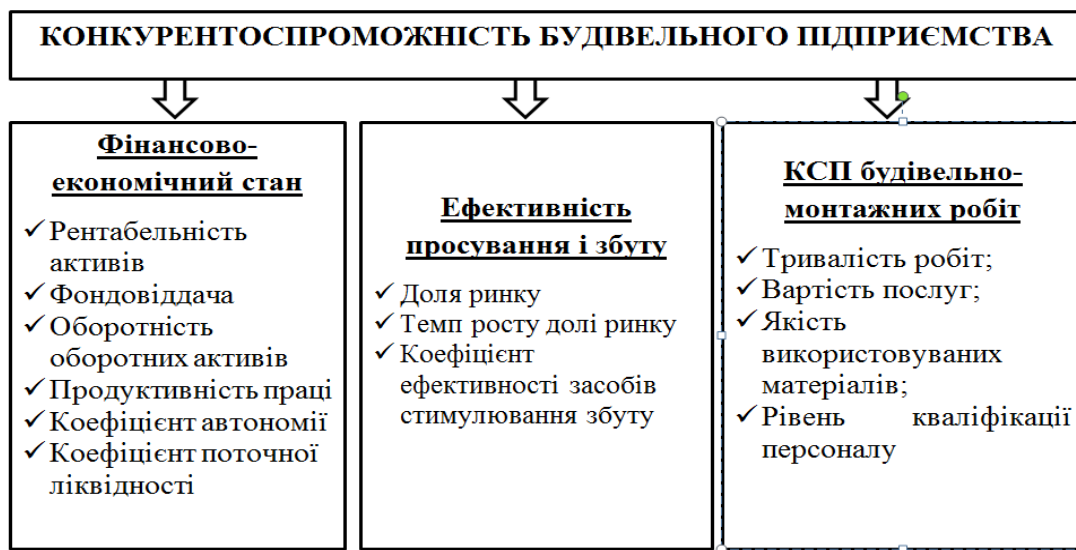 КОНКУРЕНТОСПРОМОЖНІСТЬ БУДІВЕЛЬНОГО ПІДПРИЄМСТВА
Фінансово-
економічний стан
✓ Рентабельність
активів
✓ Фондовіддача
✓ Оборотність
оборотних активів
✓ Продуктивність праці
✓ Коефіцієнт автономії
✓ Коефіцієнт поточної
ліквідності
Ефективність
просування і збуту
✓ Доля ринку
✓ Темп росту долі ринку
✓ Коефіцієнт
ефективності засобів
стимулювання збуту
КСП будівельно-
монтажних робіт
✓ Тривалість робіт;
✓ Вартість послуг;
✓ Якість
використовуваних
матеріалів;
✓ Рівень кваліфікації
персоналу